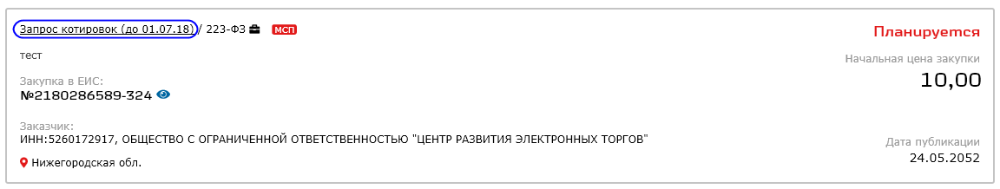 Запрос котировок (до 01.07.18) / 223-ФЗ МСП
Планируется
тест
Начальная цена закупки
10,00
Закупка в ЕИС:
№2180286589-324
Заказчик:
ИНН:5260172917, ОБЩЕСТВО С ОГРАНИЧЕННОЙ ОТВЕТСТВЕННОСТЬЮ "ЦЕНТР РАЗВИТИЯ ЭЛЕКТРОННЫХ ТОРГОВ"
Дата публикации
24.05.2052
Нижегородская обл.